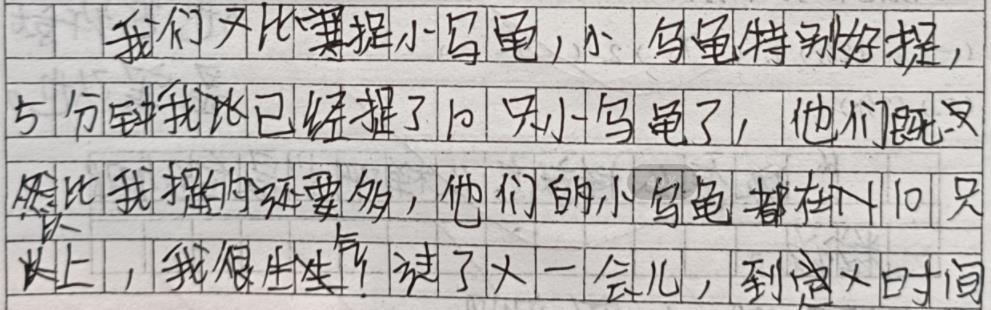 我们又比赛捉小乌龟,小乌龟特别好捉,
5分钟我比已经捉了10只小乌龟了,他们既又
然比我捉的还要多,他们的小乌龟都在10只
以上,我很生气!过了一会儿,到时间